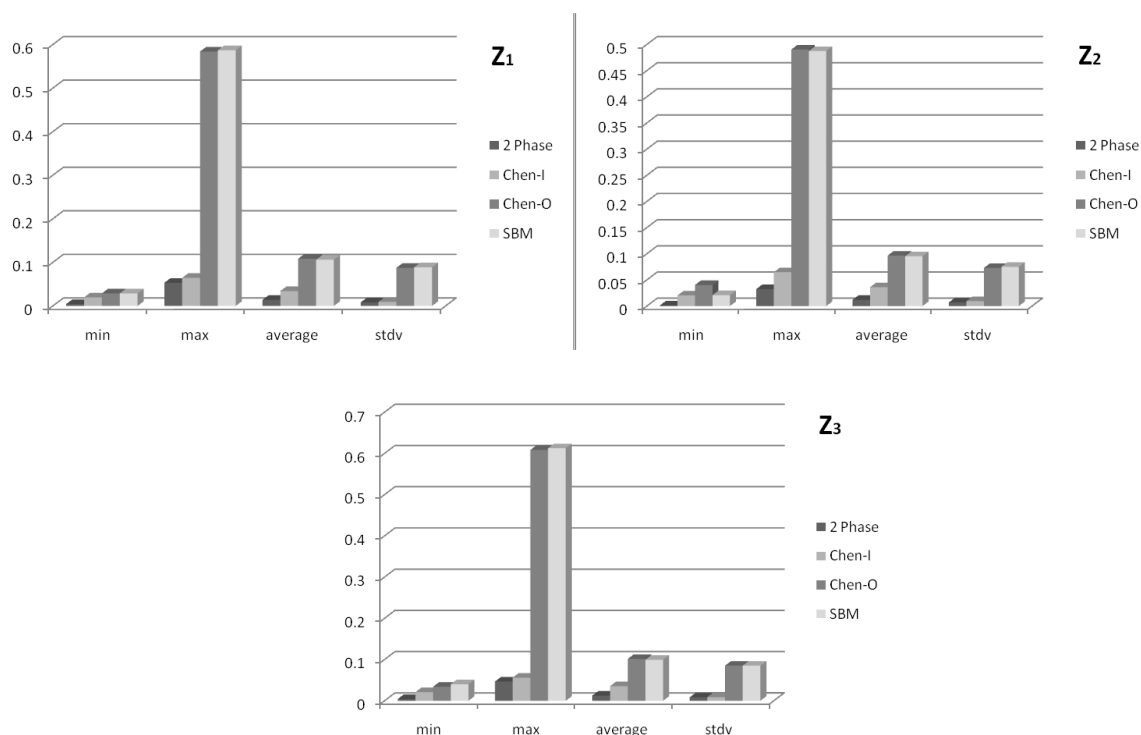 0.6
0.5
0.4
0.3
0.2
0.1
0
min max average stdv
Z1
2 Phase
Chen-I
Chen-O
SBM
0.5
0.45
0.4
0.35
0.3
0.25
0.2
0.15
0.1
0.05
0
min max average stdv
Z2
2 Phase
Chen-I
Chen-O
SBM
0.7
0.6
0.5
0.4
0.3
0.2
0.1
0
min max average stdv
Z3
2 Phase
Chen-I
Chen-O
SBM